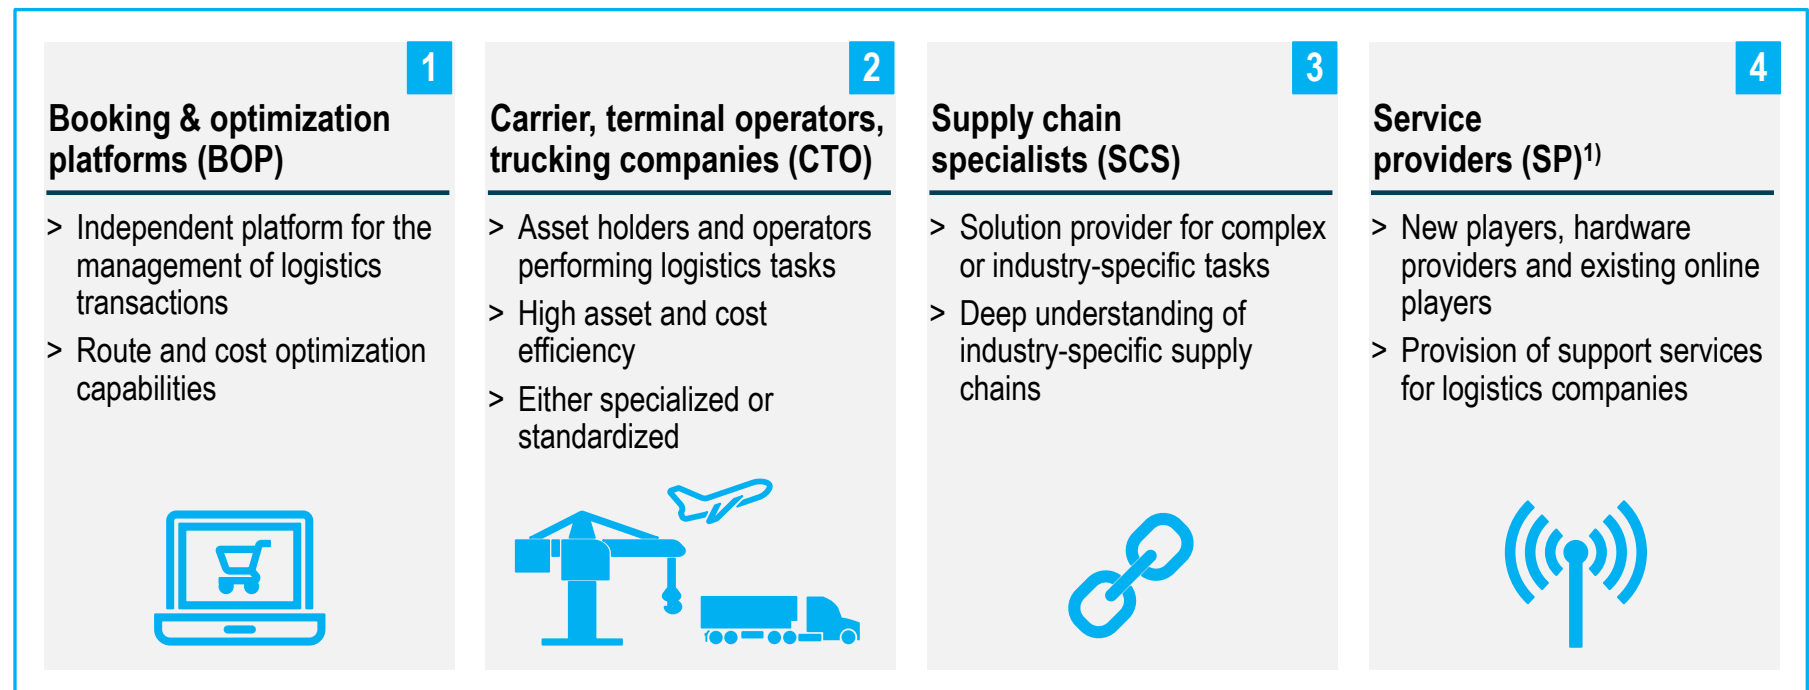 1
Booking & optimization
platforms (BOP)
> Independent platform for the
management of logistics
transactions
> Route and cost optimization
capabilities
2
Carrier, terminal operators,
trucking companies (CTO)
> Asset holders and operators
performing logistics tasks
> High asset and cost
efficiency
> Either specialized or
standardized
3
Supply chain
specialists (SCS)
> Solution provider for complex
or industry-specific tasks
> Deep understanding of
industry-specific supply
chains
4
Service
providers (SP)1)
> New players, hardware
providers and existing online
players
> Provision of support services
for logistics companies